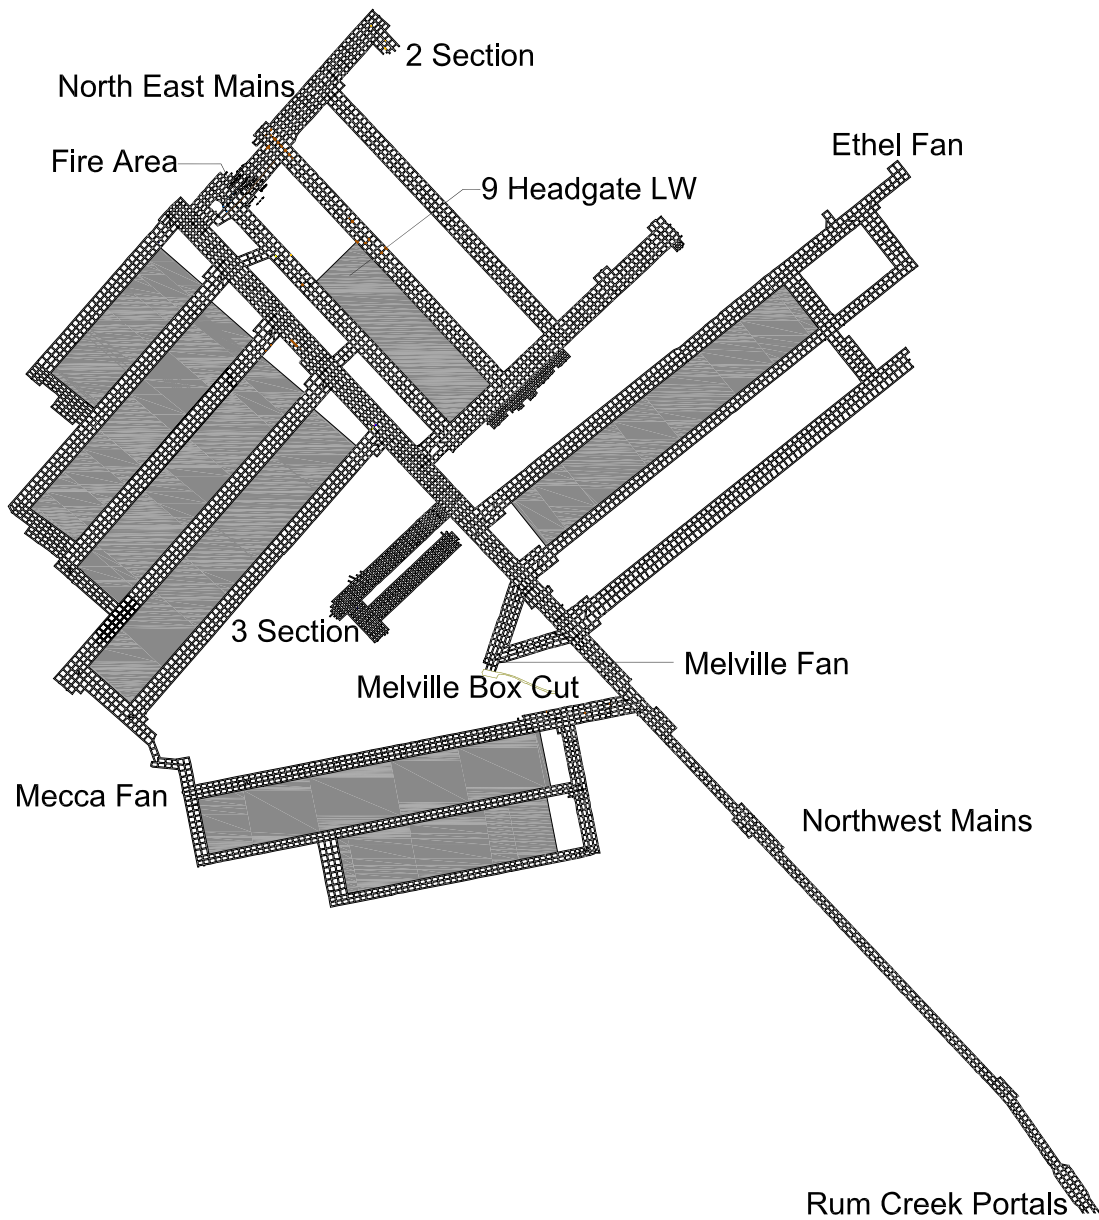 2 Section
North East Mains
Ethel Fan
Fire Area
9 Headgate LW
3 Section
Melville Fan
Melville Box Cut
Mecca Fan
Northwest Mains
Rum Creek Portals